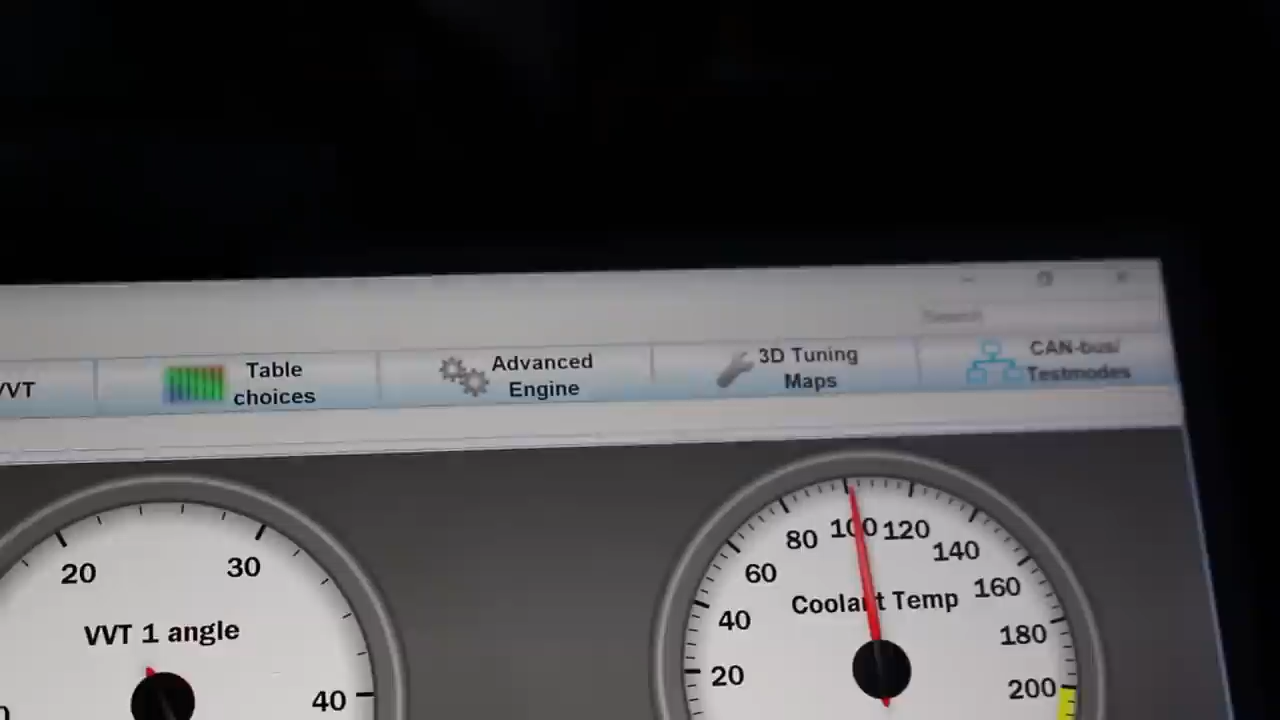 Search
VVT
Table
choices
Advanced
Engine
3D Tuning
Maps
CAN-bus/
Testmodes
20
30
40
VVT 1 angle
20
40
60
80
100
120
140
160
180
200
Coolant Temp